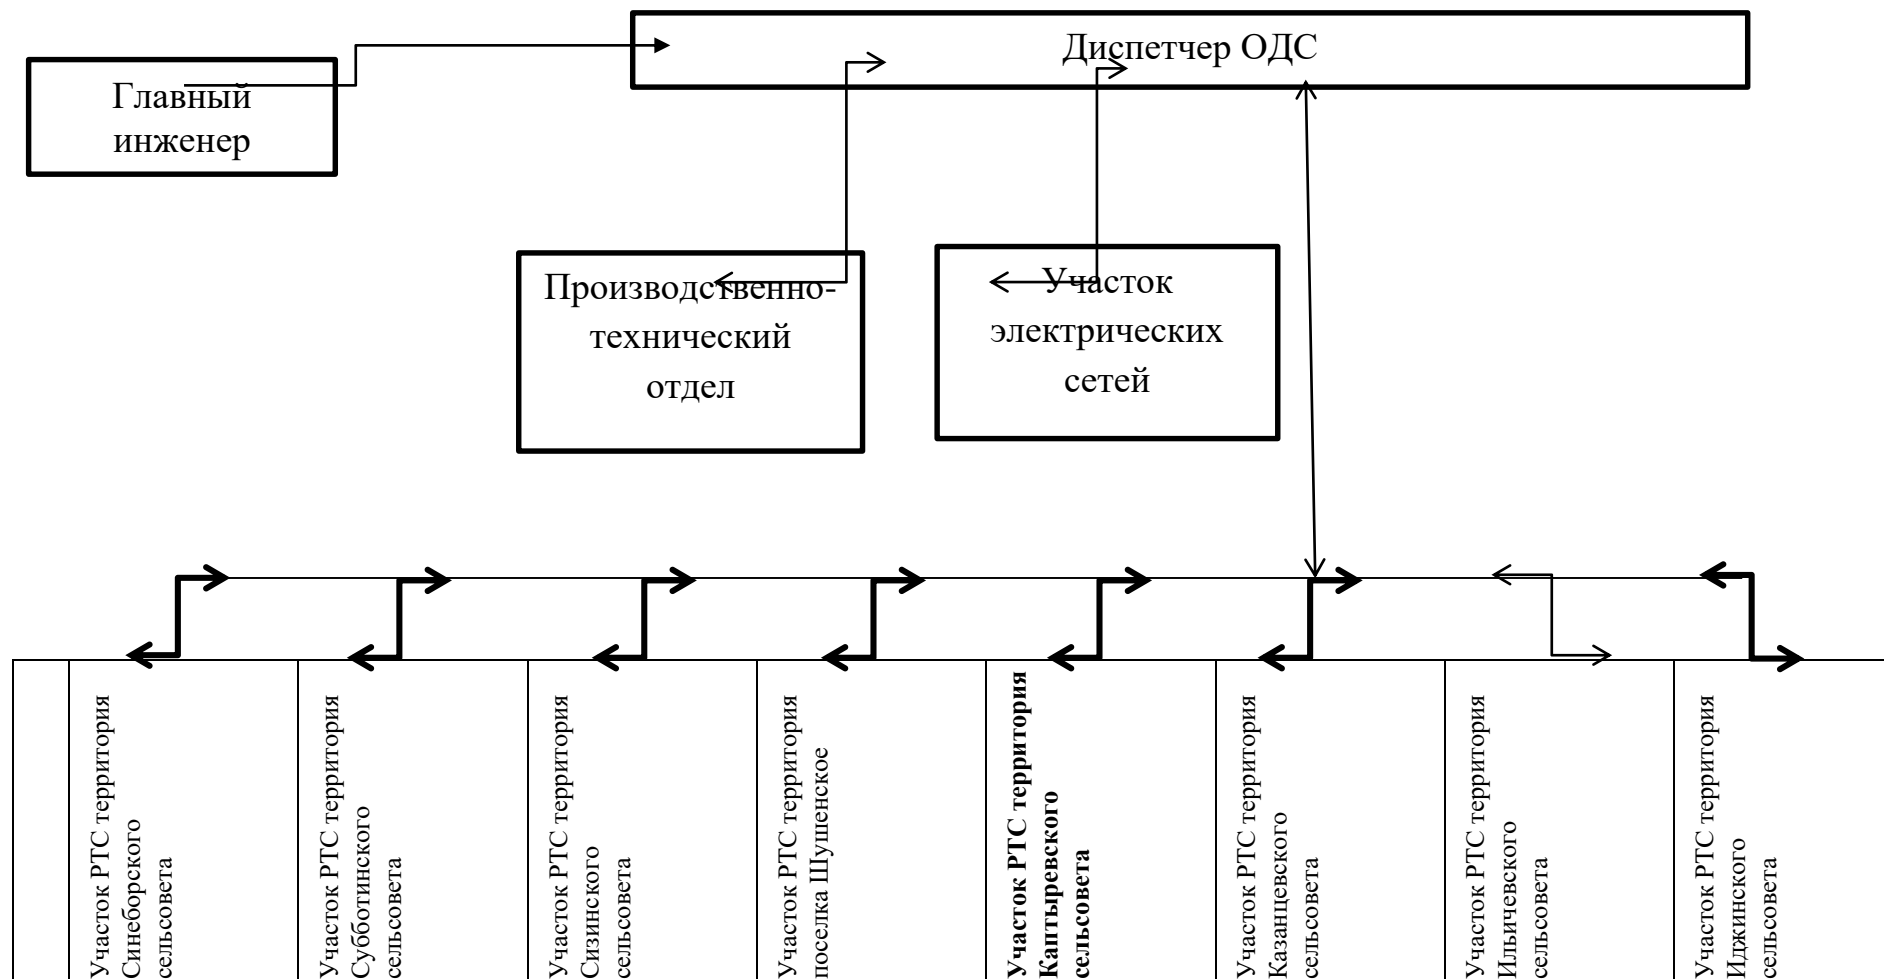 Диспетчер ОДС
Главный
инженер
Производственно-
технический
отдел
Участок
электрических
сетей
Участок РТС территория
Синеборского
сельсовета
Участок РТС территория
Субботинского
сельсовета
Участок РТС территория
Сизинского
сельсовета
Участок РТС территория
поселка Шушенское
Участок РТС территория
Каптыревского
сельсовета
Участок РТС территория
Казанцевского
сельсовета
Участок РТС территория
Ильичевского
сельсовета
Участок РТС территория
Иджинского
сельсовета